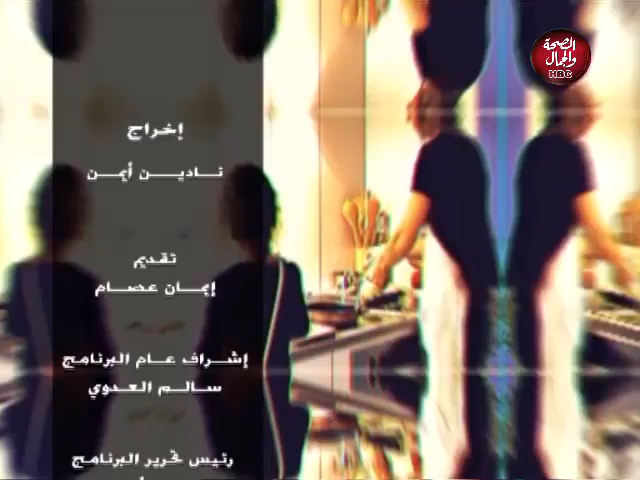 الصحة
والجمال
HBC
إخراج
نادين أيمن
تقديم
إيمان عصام
إشراف عام البرنامج
سالم العدوي
رئيس تحرير البرنامج